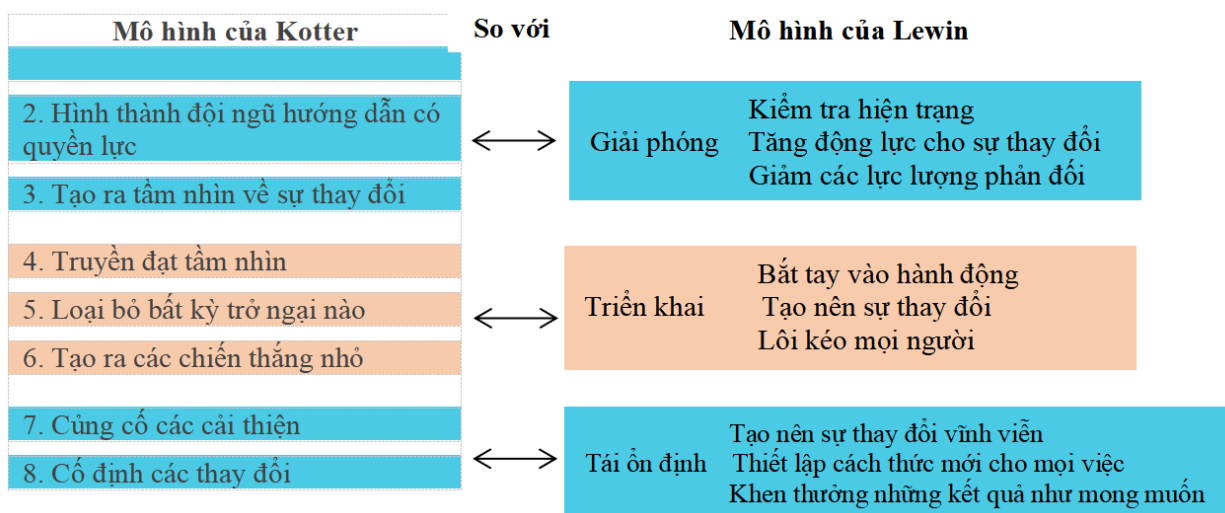 Mô hình của Kotter
So với
Mô hình của Lewin
2. Hình thành đội ngũ hướng dẫn có
quyền lực
3. Tạo ra tầm nhìn về sự thay đổi
Giải phóng
Kiểm tra hiện trạng
Tăng động lực cho sự thay đổi
Giảm các lực lượng phản đối
4. Truyền đạt tầm nhìn
5. Loại bỏ bất kỳ trở ngại nào
6. Tạo ra các chiến thắng nhỏ
Triển khai
Bắt tay vào hành động
Tạo nên sự thay đổi
Lôi kéo mọi người
7. Củng cố các cải thiện
8. Cố định các thay đổi
Tái ổn định
Tạo nên sự thay đổi vĩnh viễn
Thiết lập cách thức mới cho mọi việc
Khen thưởng những kết quả như mong muốn